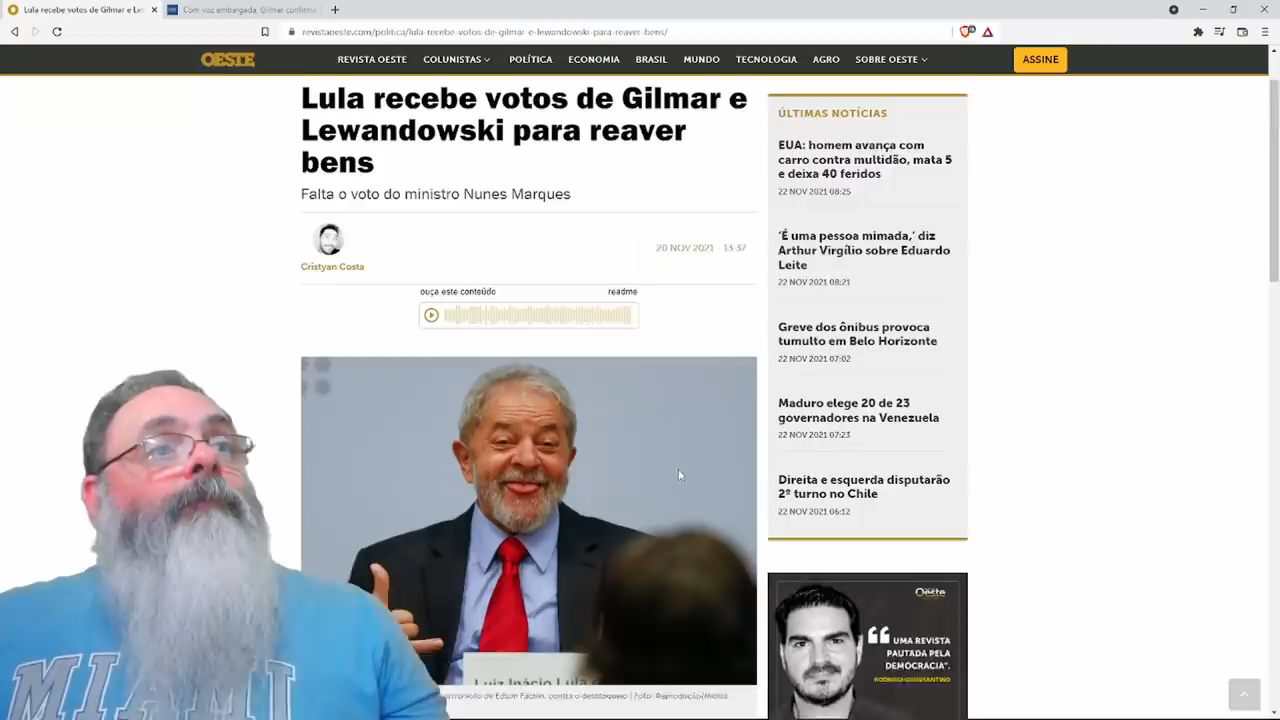 Lula recebe votos de Gilmar e Lew
Com voz embargada, Gilmar confirma
revistaoeste.com/politica/lula-recebe-votos-de-gilmar-e-lewandowski-para-reaver-bens/
OESTE
REVISTA OESTE
COLUNISTAS
POLÍTICA
ECONOMIA
BRASIL
MUNDO
TECNOLOGIA
AGRO
SOBRE OESTE
ASSINE
Lula recebe votos de Gilmar e
Lewandowski para reaver
bens
Falta o voto do ministro Nunes Marques
Cristyan Costa
20 NOV 2021 - 13:37
ouça este conteúdo
readme
Luiz Inácio Lula
voto de Edson Fachin, contra o desbloqueio | Foto: Reprodução/Mídias
ÚLTIMAS NOTÍCIAS
EUA: homem avança com
carro contra multidão, mata 5
e deixa 40 feridos
22 NOV 2021 08:25
‘É uma pessoa mimada,’ diz
Arthur Virgílio sobre Eduardo
Leite
22 NOV 2021 08:21
Greve dos ônibus provoca
tumulto em Belo Horizonte
22 NOV 2021 07:02
Maduro elege 20 de 23
governadores na Venezuela
22 NOV 2021 07:23
Direita e esquerda disputarão
2º turno no Chile
22 NOV 2021 06:12
Oeste
“UMA REVISTA
PAUTADA PELA
DEMOCRACIA”.
RODRIGO CONSTANTINO